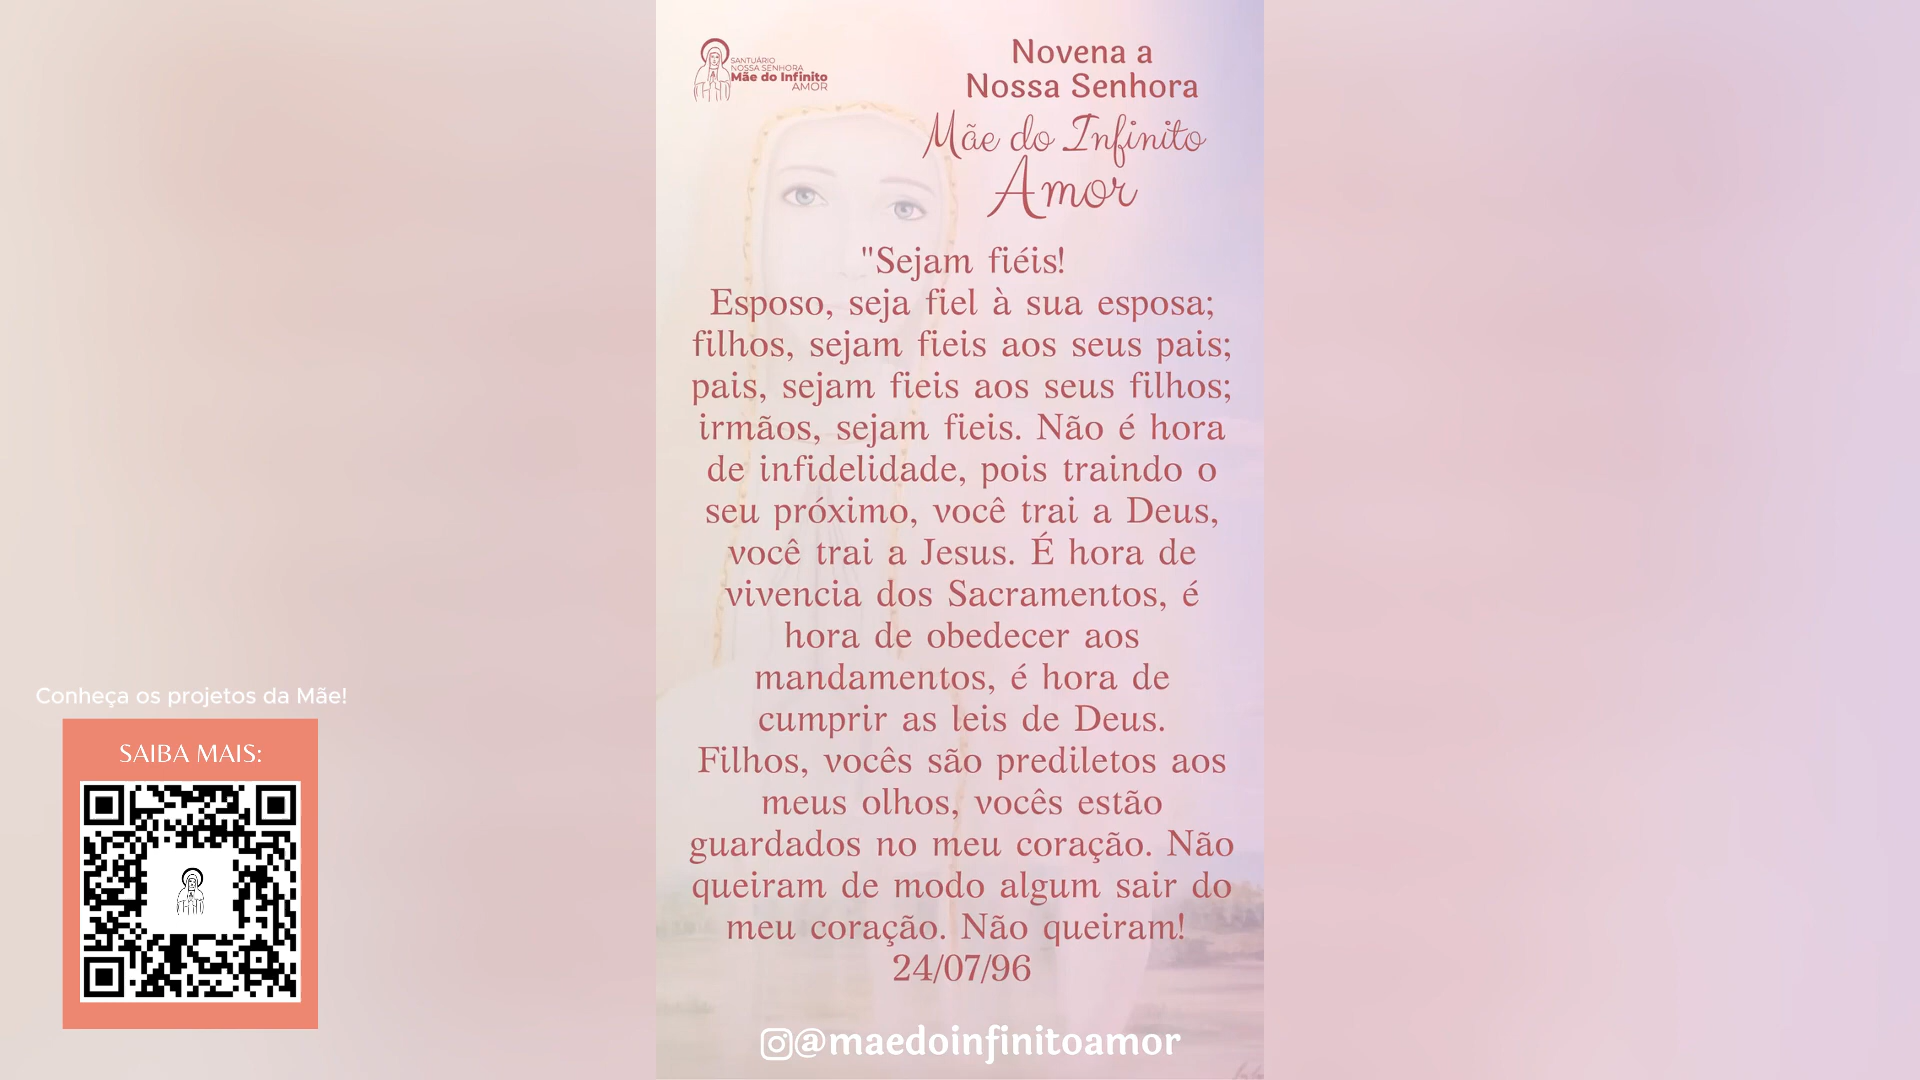 SANTUÁRIO
NOSSA SENHORA
Mãe do Infinito
AMOR
Novena a
Nossa Senhora
Mãe do Infinito
Amor
"Sejam fiéis!
Esposo, seja fiel à sua esposa;
filhos, sejam fieis aos seus pais;
pais, sejam fieis aos seus filhos;
irmãos, sejam fieis. Não é hora
de infidelidade, pois traindo o
seu próximo, você trai a Deus,
você trai a Jesus. É hora de
vivencia dos Sacramentos, é
hora de obedecer aos
mandamentos, é hora de
cumprir as leis de Deus.
Filhos, vocês são prediletos aos
meus olhos, vocês estão
guardados no meu coração. Não
queiram de modo algum sair do
meu coração. Não queiram!
24/07/96
@maedoinfinitoamor
Conheça os projetos da Mãe!
SAIBA MAIS: